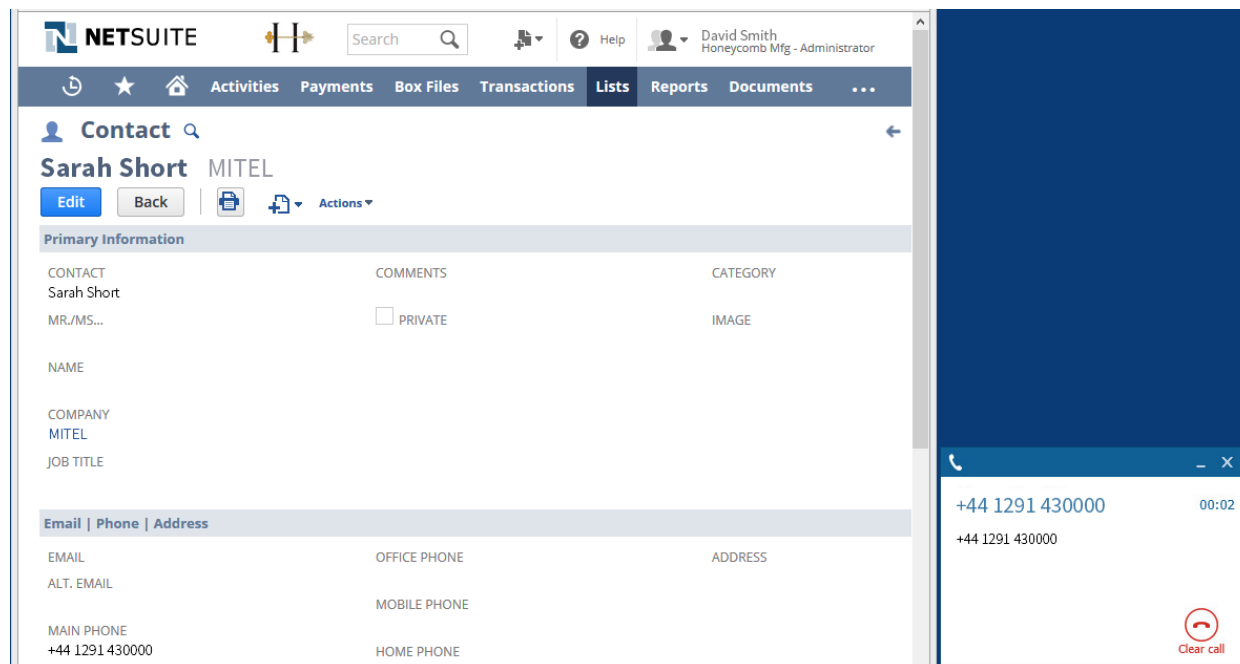 NETSUITE
Search
Help
David Smith
Honeycomb Mfg - Administrator
Activities Payments Box Files Transactions Lists Reports Documents ...
Contact
Sarah Short MITEL
Edit Back Actions
Primary Information
CONTACT COMMENTS CATEGORY
Sarah Short
MR./MS... PRIVATE IMAGE
NAME
COMPANY
MITEL
JOB TITLE
Email | Phone | Address
EMAIL OFFICE PHONE ADDRESS
ALT. EMAIL
MOBILE PHONE
MAIN PHONE
+44 1291 430000
HOME PHONE
+44 1291 430000 00:02
+44 1291 430000
Clear call